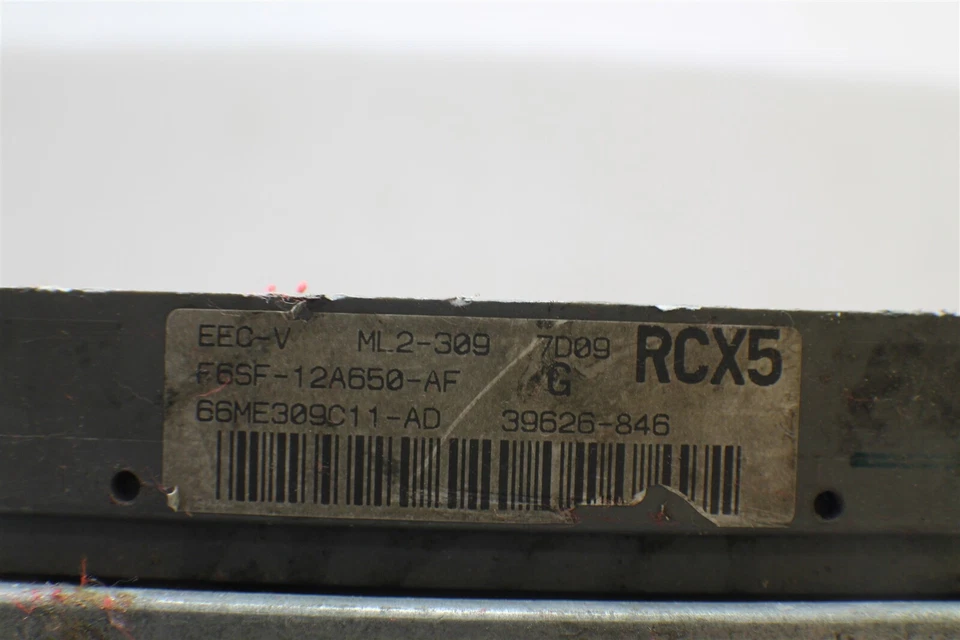 EEC-V ML2-309 7D09 RCX5
F6SF-12A650-AF G
66ME309C11-AD 39626-846